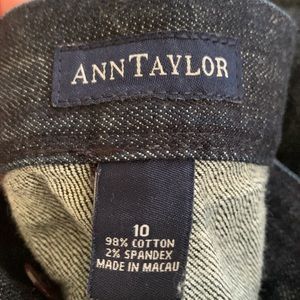 ANNTAYLOR
10
98% COTTON
2% SPANDEX
MADE IN MACAU